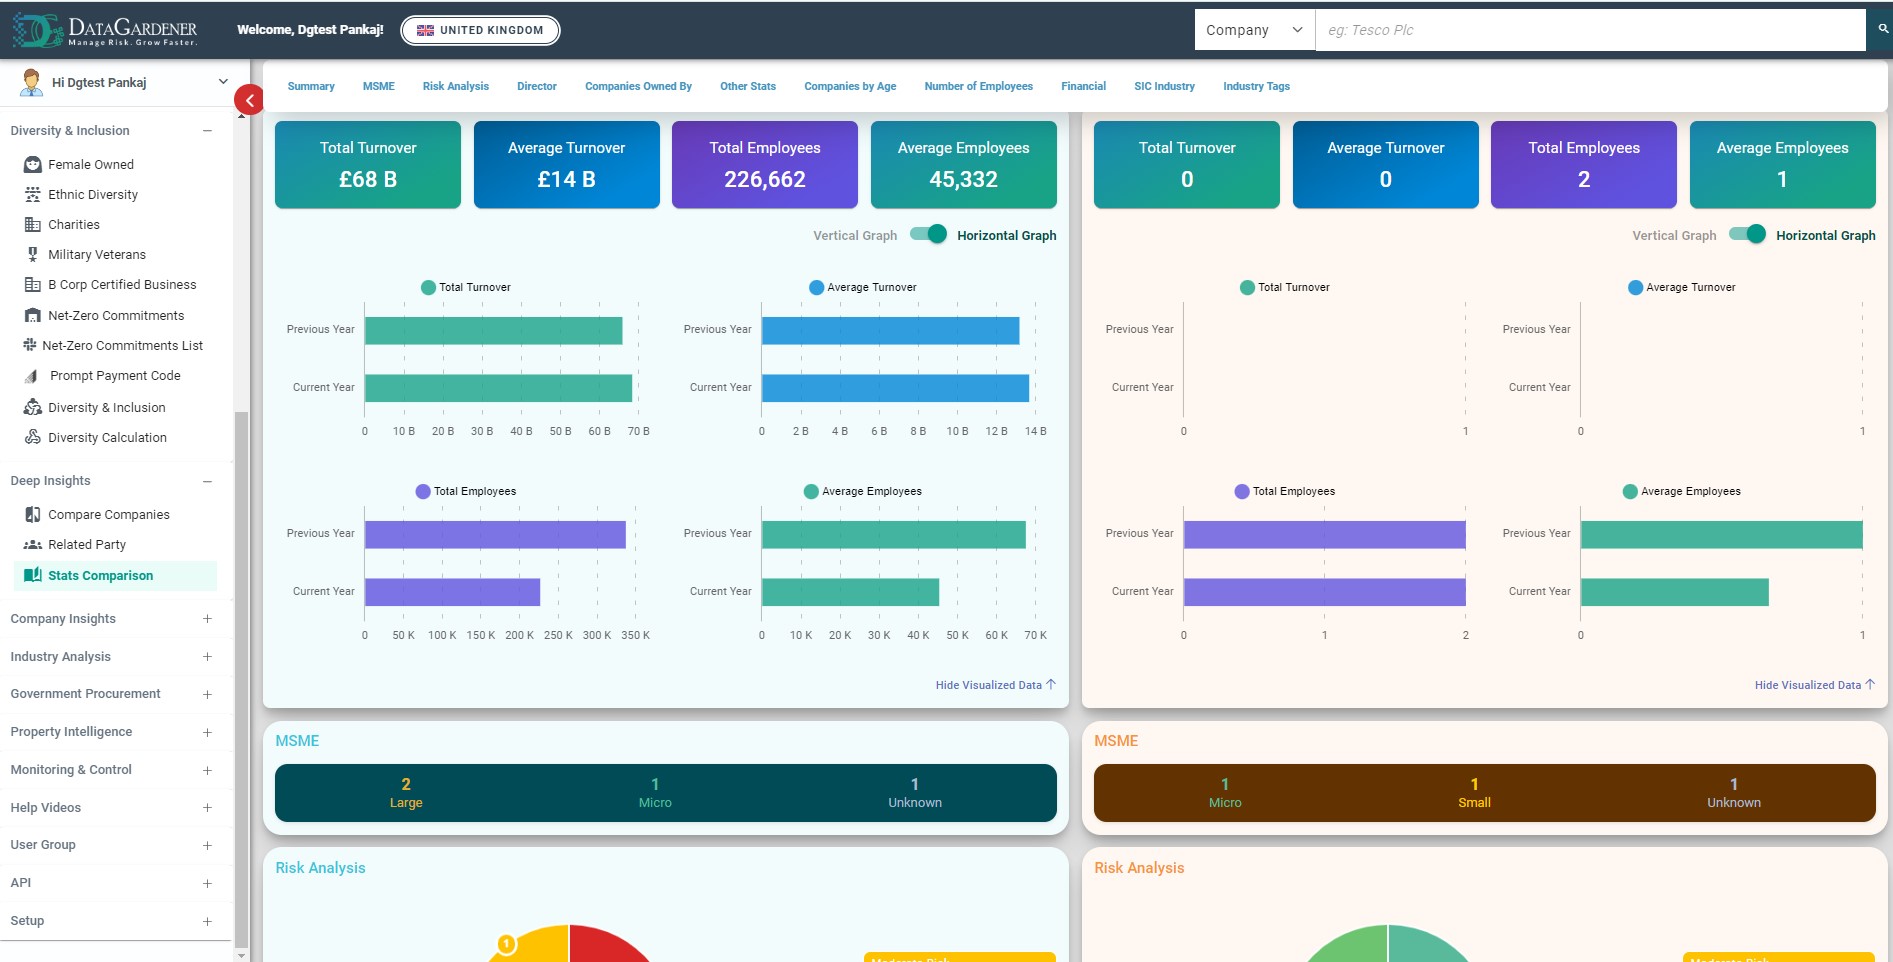 DATAGARDENER
Manage Risk. Grow Faster.
Welcome, Dgtest Pankaj!
UNITED KINGDOM
Company
eg: Tesco Plc
Hi Dgtest Pankaj
Summary
MSME
Risk Analysis
Director
Companies Owned By
Other Stats
Companies by Age
Number of Employees
Financial
SIC Industry
Industry Tags
Diversity & Inclusion
Female Owned
Ethnic Diversity
Charities
Military Veterans
B Corp Certified Business
Net-Zero Commitments
Net-Zero Commitments List
Prompt Payment Code
Diversity & Inclusion
Diversity Calculation
Deep Insights
Compare Companies
Related Party
Stats Comparison
Company Insights
Industry Analysis
Government Procurement
Property Intelligence
Monitoring & Control
Help Videos
User Group
API
Setup
Total Turnover
£68 B
Average Turnover
£14 B
Total Employees
226,662
Average Employees
45,332
Vertical Graph
Horizontal Graph
Total Turnover
Previous Year
Current Year
0 10 B 20 B 30 B 40 B 50 B 60 B 70 B
Average Turnover
Previous Year
Current Year
0 2 B 4 B 6 B 8 B 10 B 12 B 14 B
Total Employees
Previous Year
Current Year
0 50 K 100 K 150 K 200 K 250 K 300 K 350 K
Average Employees
Previous Year
Current Year
0 10 K 20 K 30 K 40 K 50 K 60 K 70 K
Hide Visualized Data
MSME
2
Large
1
Micro
1
Unknown
Risk Analysis
1
Moderate Risk
Total Turnover
0
Average Turnover
0
Total Employees
2
Average Employees
1
Vertical Graph
Horizontal Graph
Total Turnover
Previous Year
Current Year
0 1
Average Turnover
Previous Year
Current Year
0 1
Total Employees
Previous Year
Current Year
0 1 2
Average Employees
Previous Year
Current Year
0 1
Hide Visualized Data
MSME
1
Micro
1
Small
1
Unknown
Risk Analysis
Moderate Risk